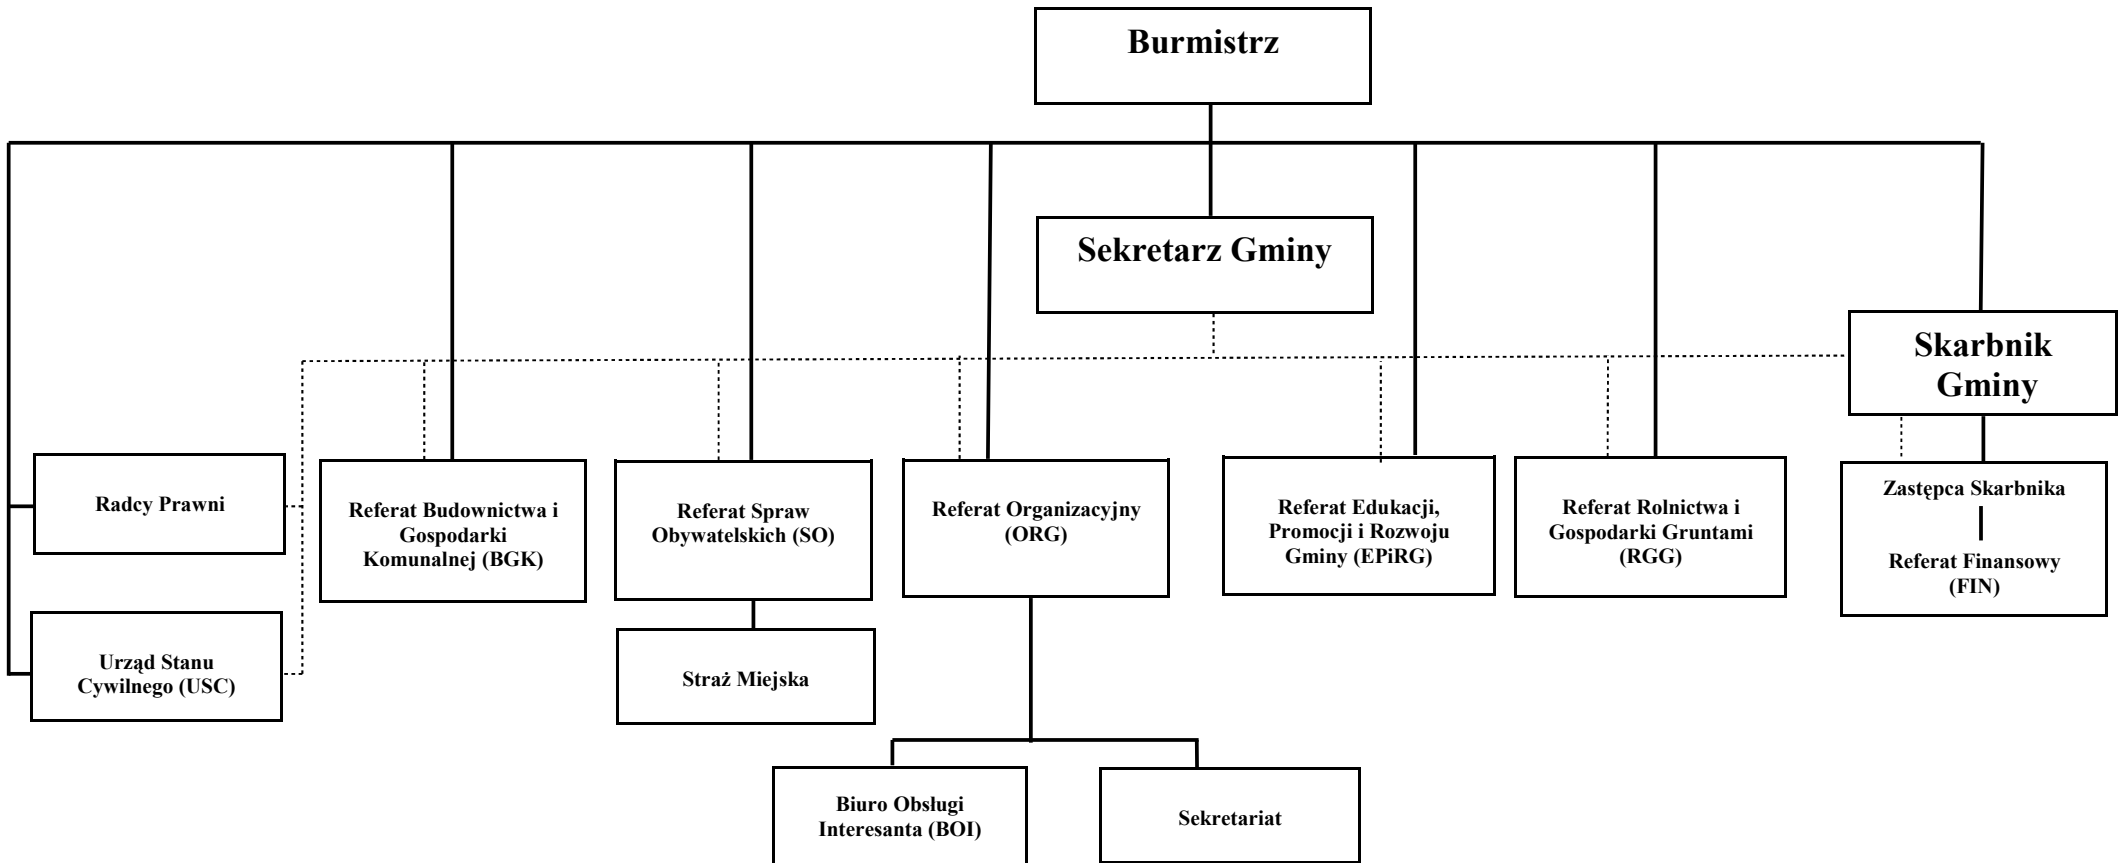 Burmistrz
Sekretarz Gminy
Skarbnik
Gminy
Radcy Prawni
Referat Budownictwa i
Gospodarki
Komunalnej (BGK)
Referat Spraw
Obywatelskich (SO)
Referat Organizacyjny
(ORG)
Referat Edukacji,
Promocji i Rozwoju
Gminy (EPiRG)
Referat Rolnictwa i
Gospodarki Gruntami
(RGG)
Zastępca Skarbnika
Referat Finansowy
(FIN)
Urząd Stanu
Cywilnego (USC)
Straż Miejska
Biuro Obsługi
Interesanta (BOI)
Sekretariat